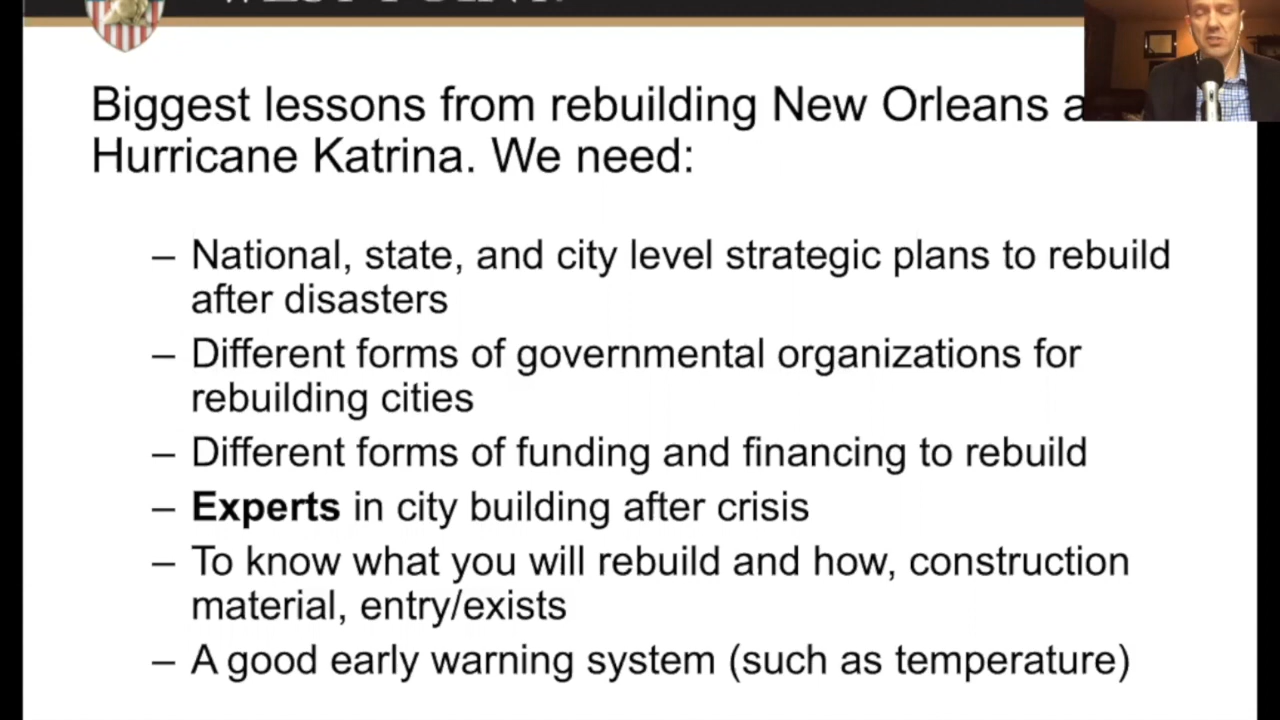 Biggest lessons from rebuilding New Orleans a
Hurricane Katrina. We need:
– National, state, and city level strategic plans to rebuild
after disasters
– Different forms of governmental organizations for
rebuilding cities
– Different forms of funding and financing to rebuild
– Experts in city building after crisis
– To know what you will rebuild and how, construction
material, entry/exists
– A good early warning system (such as temperature)